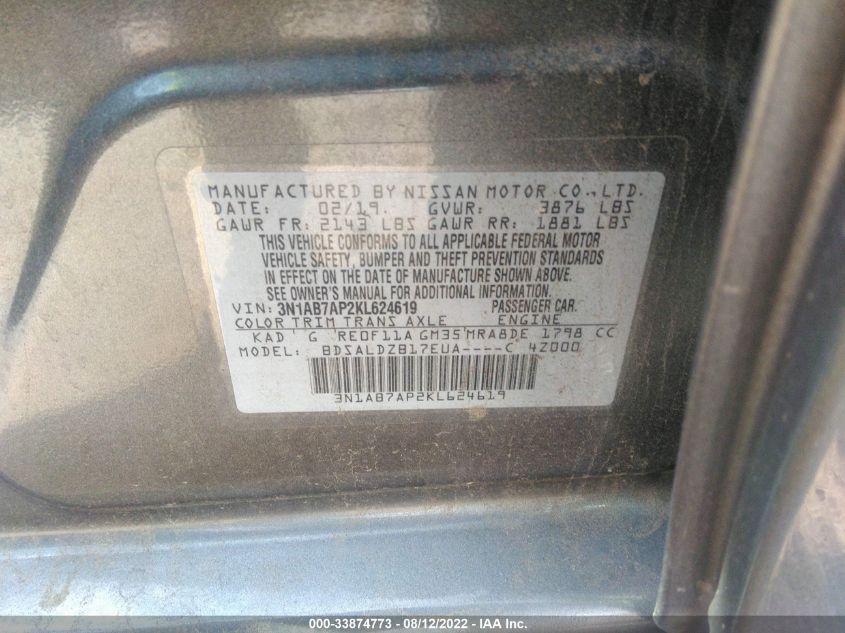 MANUFACTURED BY NISSAN MOTOR CO., LTD.
DATE: 02/19. GVWR: 3876 LBS
GAWR FR: 2143 LBS GAWR RR: 1881 LBS
THIS VEHICLE CONFORMS TO ALL APPLICABLE FEDERAL MOTOR
VEHICLE SAFETY, BUMPER AND THEFT PREVENTION STANDARDS
IN EFFECT ON THE DATE OF MANUFACTURE SHOWN ABOVE.
SEE OWNER'S MANUAL FOR ADDITIONAL INFORMATION.
VIN: 3N1AB7AP2KL624619 PASSENGER CAR.
COLOR TRIM TRANS AXLE ENGINE
KAD G RE0F11A GM35 MRA8DE 1798 CC
MODEL: BDSALDZB17EUA----C 4Z000
3N1AB7AP2KL624619
000-33874773 - 08/12/2022 - IAA Inc.